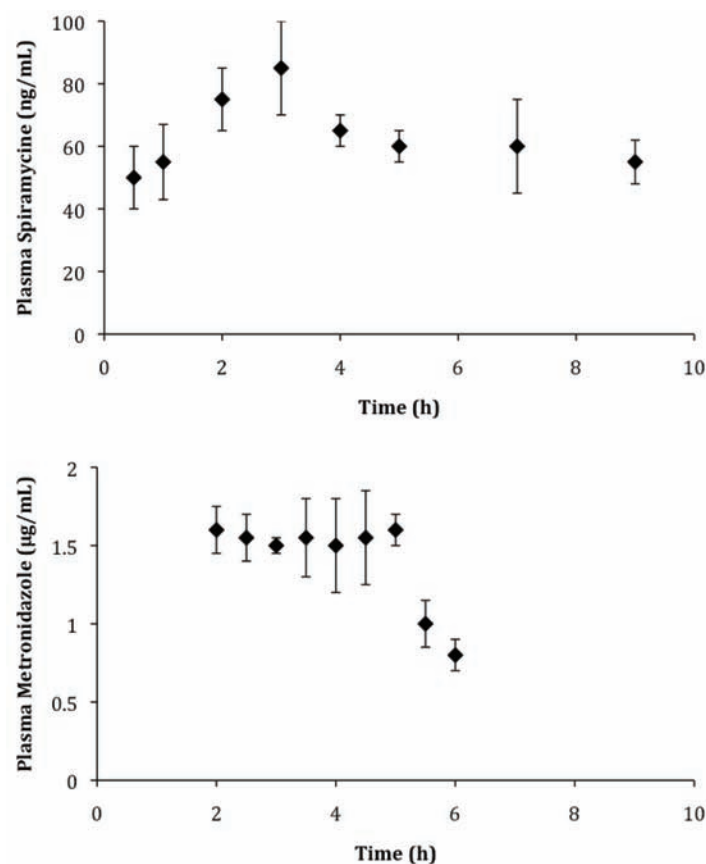 Plasma Spiramycine (ng/mL)
100
80
60
40
20
0
0 2 4 6 8 10
Time (h)
Plasma Metronidazole (μg/mL)
2
1.5
1
0.5
0
0 2 4 6 8 10
Time (h)